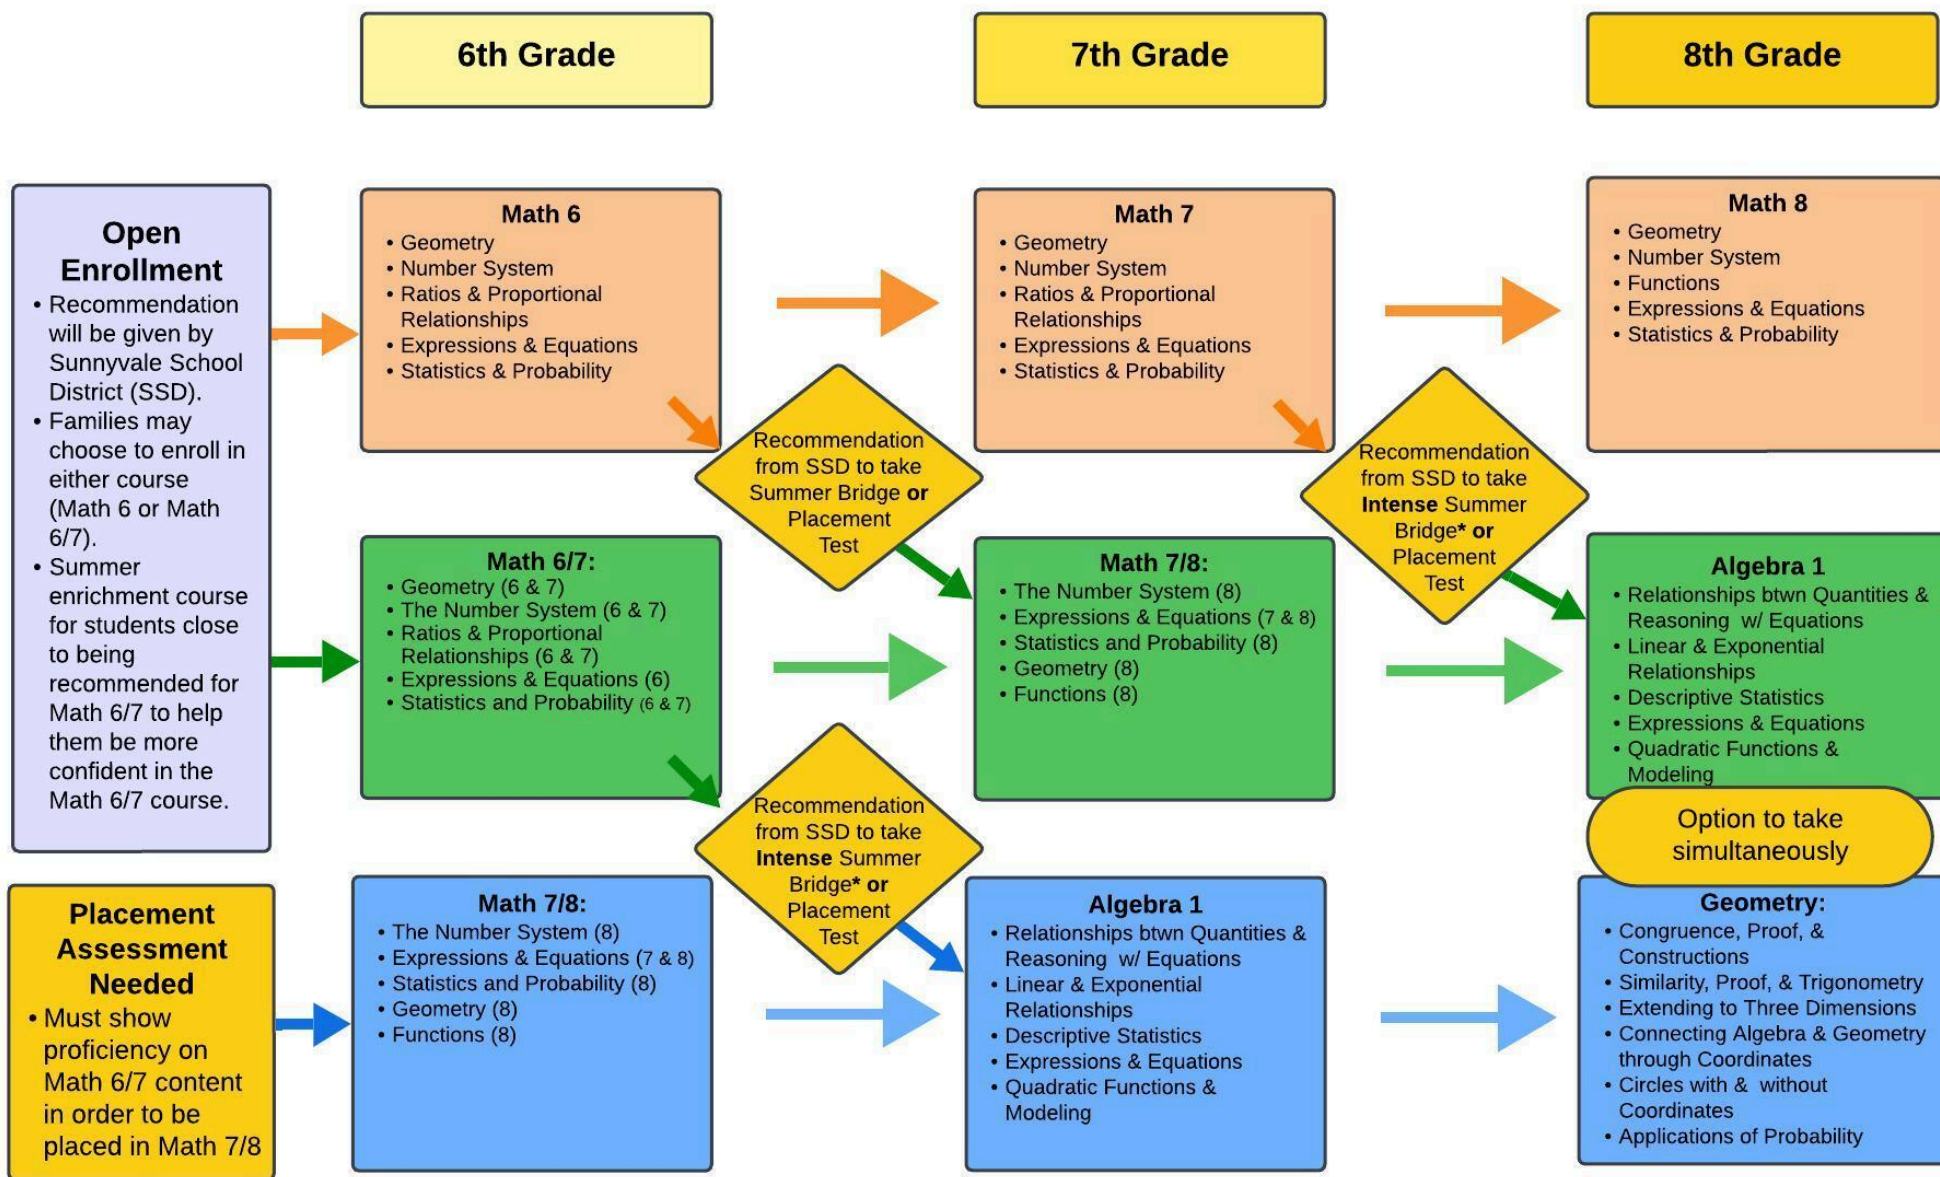 6th Grade
7th Grade
8th Grade
Open
Enrollment
• Recommendation
will be given by
Sunnyvale School
District (SSD).
• Families may
choose to enroll in
either course
(Math 6 or Math
6/7).
• Summer
enrichment course
for students close
to being
recommended for
Math 6/7 to help
them be more
confident in the
Math 6/7 course.
Math 6
• Geometry
• Number System
• Ratios & Proportional
Relationships
• Expressions & Equations
• Statistics & Probability
Math 7
• Geometry
• Number System
• Ratios & Proportional
Relationships
• Expressions & Equations
• Statistics & Probability
Math 8
• Geometry
• Number System
• Functions
• Expressions & Equations
• Statistics & Probability
Recommendation
from SSD to take
Summer Bridge or
Placement
Test
Recommendation
from SSD to take
Intense Summer
Bridge* or
Placement
Test
Math 6/7:
• Geometry (6 & 7)
• The Number System (6 & 7)
• Ratios & Proportional
Relationships (6 & 7)
• Expressions & Equations (6)
• Statistics and Probability (6 & 7)
Math 7/8:
• The Number System (8)
• Expressions & Equations (7 & 8)
• Statistics and Probability (8)
• Geometry (8)
• Functions (8)
Algebra 1
• Relationships btwn Quantities &
Reasoning w/ Equations
• Linear & Exponential
Relationships
• Descriptive Statistics
• Expressions & Equations
• Quadratic Functions &
Modeling
Recommendation
from SSD to take
Intense Summer
Bridge* or
Placement
Test
Option to take
simultaneously
Placement
Assessment
Needed
• Must show
proficiency on
Math 6/7 content
in order to be
placed in Math 7/8
Math 7/8:
• The Number System (8)
• Expressions & Equations (7 & 8)
• Statistics and Probability (8)
• Geometry (8)
• Functions (8)
Algebra 1
• Relationships btwn Quantities &
Reasoning w/ Equations
• Linear & Exponential
Relationships
• Descriptive Statistics
• Expressions & Equations
• Quadratic Functions &
Modeling
Geometry:
• Congruence, Proof, &
Constructions
• Similarity, Proof, & Trigonometry
• Extending to Three Dimensions
• Connecting Algebra & Geometry
through Coordinates
• Circles with & without
Coordinates
• Applications of Probability